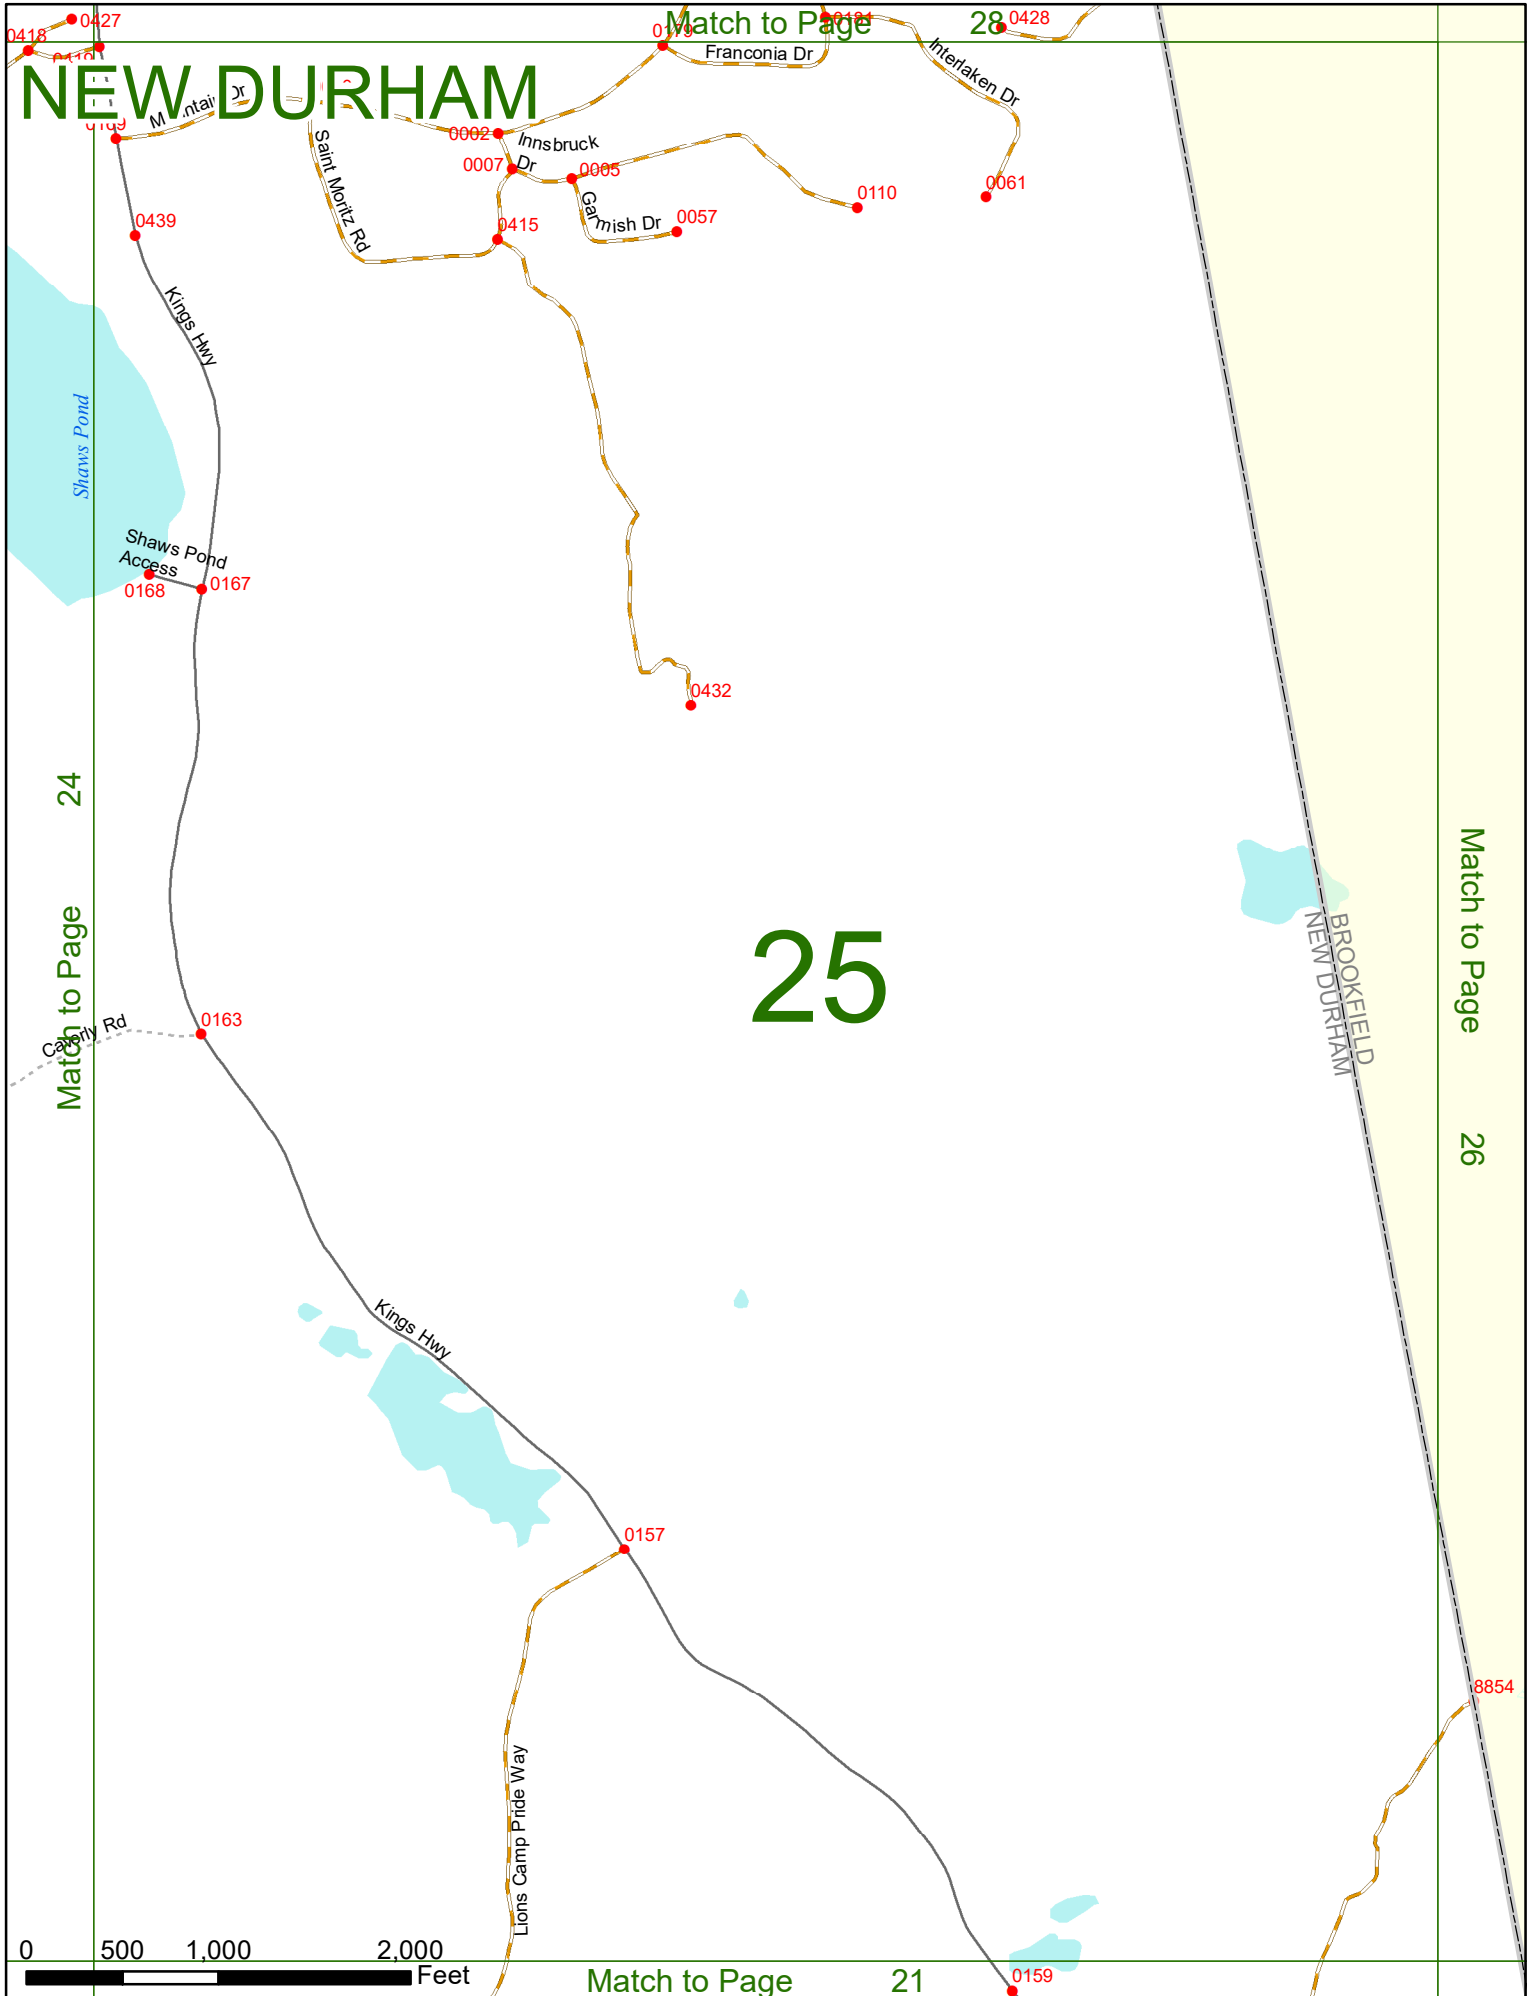 0427
0418
Match to Page 28
0181
0428
0179
Franconia Dr
Interlaken Dr
NEW DURHAM
0169
0002
Innsbruck
Dr
0007
0005
Saint Moritz Rd
0110
0061
Garmish Dr
0057
0439
0415
Kings Hwy
Shaws Pond
Shaws Pond
Access
0168
0167
0432
Match to Page 24
Match to Page 26
25
BROOKFIELD
NEW DURHAM
0163
Caverly Rd
Kings Hwy
0157
8854
Lions Camp Pride Way
0 500 1,000 2,000
Feet
Match to Page 21
0159